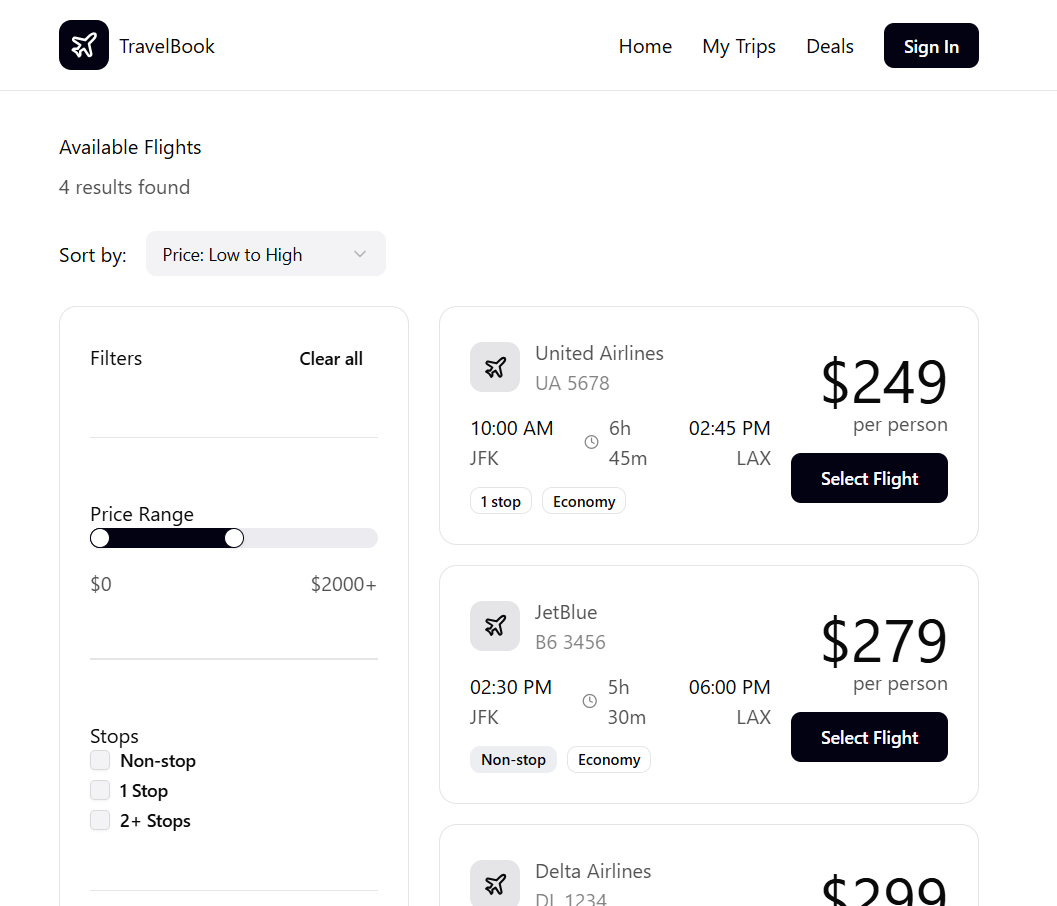 TravelBook
Home
My Trips
Deals
Sign In
Available Flights
4 results found
Sort by:
Price: Low to High
Filters
Clear all
Price Range
$0
$2000+
Stops
Non-stop
1 Stop
2+ Stops
United Airlines
UA 5678
10:00 AM
JFK
6h
45m
02:45 PM
LAX
1 stop
Economy
$249
per person
Select Flight
JetBlue
B6 3456
02:30 PM
JFK
5h
30m
06:00 PM
LAX
Non-stop
Economy
$279
per person
Select Flight
Delta Airlines
DL 1234
$299